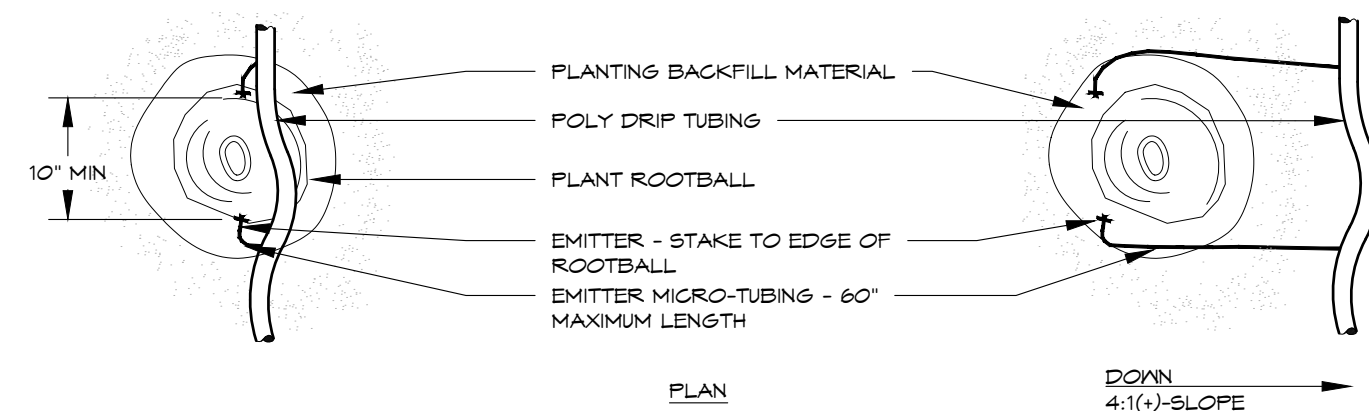 PLANTING BACKFILL MATERIAL
POLY DRIP TUBING
10" MIN
PLANT ROOTBALL
EMITTER - STAKE TO EDGE OF
ROOTBALL
EMITTER MICRO-TUBING - 60"
MAXIMUM LENGTH
PLAN
DOWN
4:1(+)-SLOPE